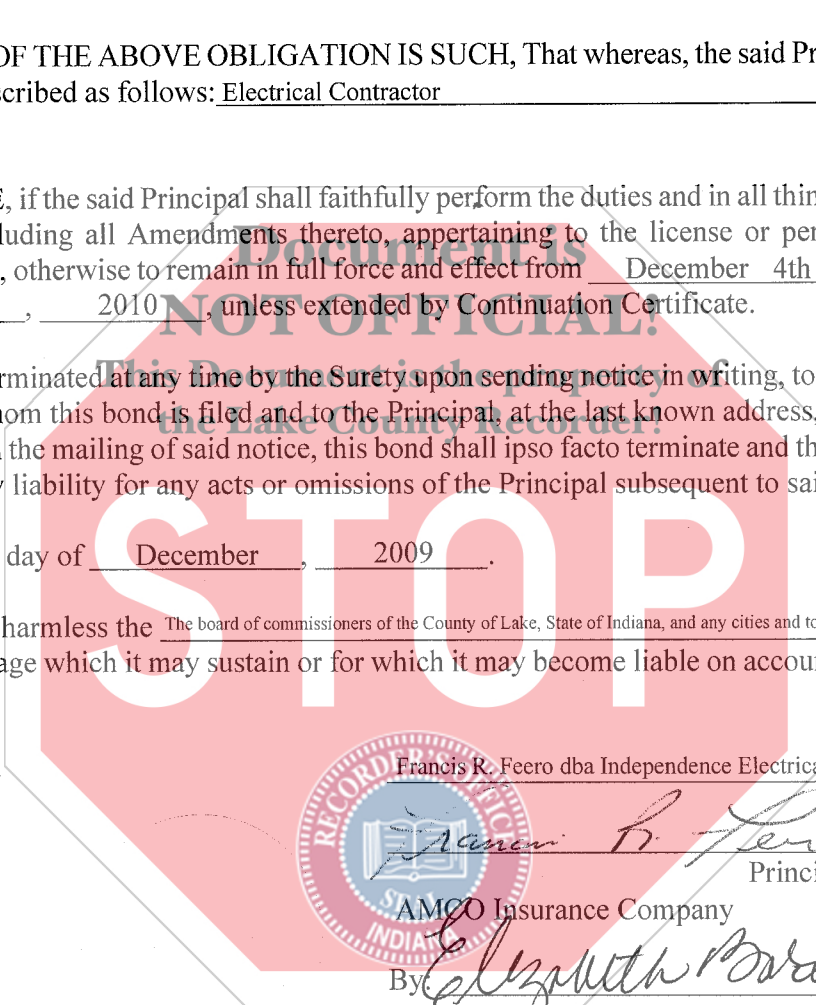 OF THE ABOVE OBLIGATION IS SUCH, That whereas, the said Pr
scribed as follows: Electrical Contractor
E, if the said Principal shall faithfully perform the duties and in all thin
luding all Amendments thereto, appertaining to the license or per
, otherwise to remain in full force and effect from December 4th
, 2010, unless extended by Continuation Certificate.
rminated at any time by the Surety upon sending notice in writing, to
nom this bond is filed and to the Principal, at the last known address,
the mailing of said notice, this bond shall ipso facto terminate and th
y liability for any acts or omissions of the Principal subsequent to sai
day of December, 2009.
harmless the The board of commissioners of the County of Lake, State of Indiana, and any cities and to
age which it may sustain or for which it may become liable on accou
Document is
NOT OFFICIAL!
This Document is the property of
the Lake County Recorder!
STOP
RECORDER'S OFFICE
SEAL
INDIANA
Francis R. Feero dba Independence Electrica
Francis R. Feer
Princi
AMCO Insurance Company
By Elizabeth